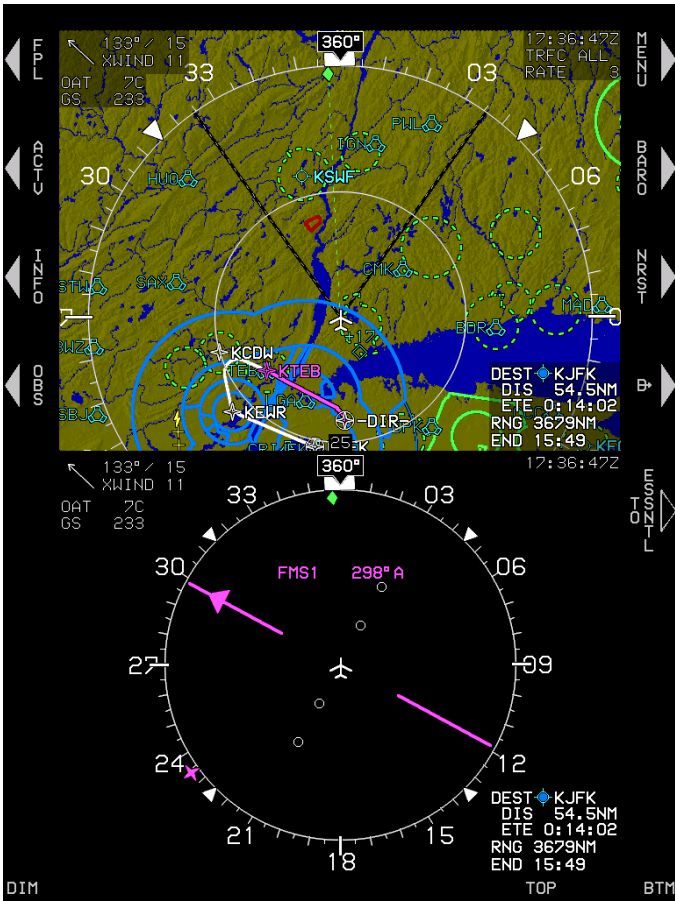 133°/ 15
XWIND 11
OAT 7C
GS 233
360°
17:36:47Z
TRFC ALL
RATE 3
FPL
MENU
33
03
PWL
IGN
ACTV
BARO
30
HUO
KSWF
06
INFO
NRST
CMK
STW
SAX
+17
BDR
MAD
KCDW
TEB
KTEB
OBS
D→
DEST KJFK
DIS 54.5NM
ETE 0:14:02
RNG 3679NM
END 15:49
SBJ
KEWR
LGA
-DIR-
25
133°/ 15
XWIND 11
OAT 7C
GS 233
360°
17:36:47Z
TO
ESSNTL
33
03
30
06
FMS1 298°A
27
09
24
12
21
15
18
DEST KJFK
DIS 54.5NM
ETE 0:14:02
RNG 3679NM
END 15:49
DIM
TOP
BTM